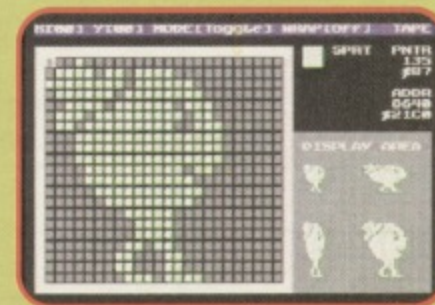 X[00] Y[00] MODE[Toggle] WRAP[OFF] TAPE
SPRT PNTR
135
$87
ADDR
8640
$21C0
DISPLAY AREA